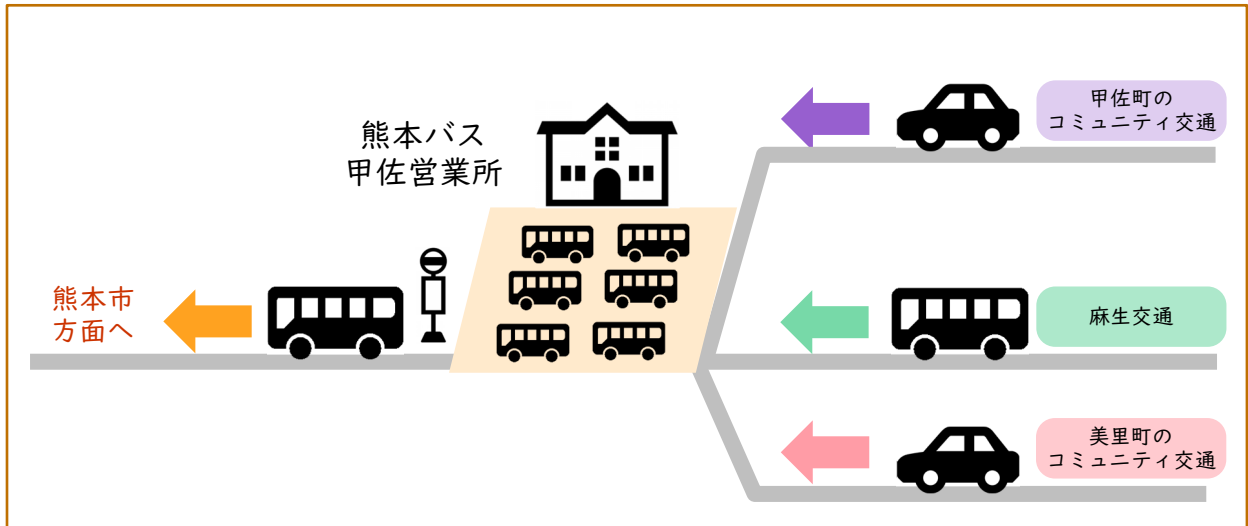 熊本バス
甲佐営業所
熊本市
方面へ
甲佐町の
コミュニティ交通
麻生交通
美里町の
コミュニティ交通